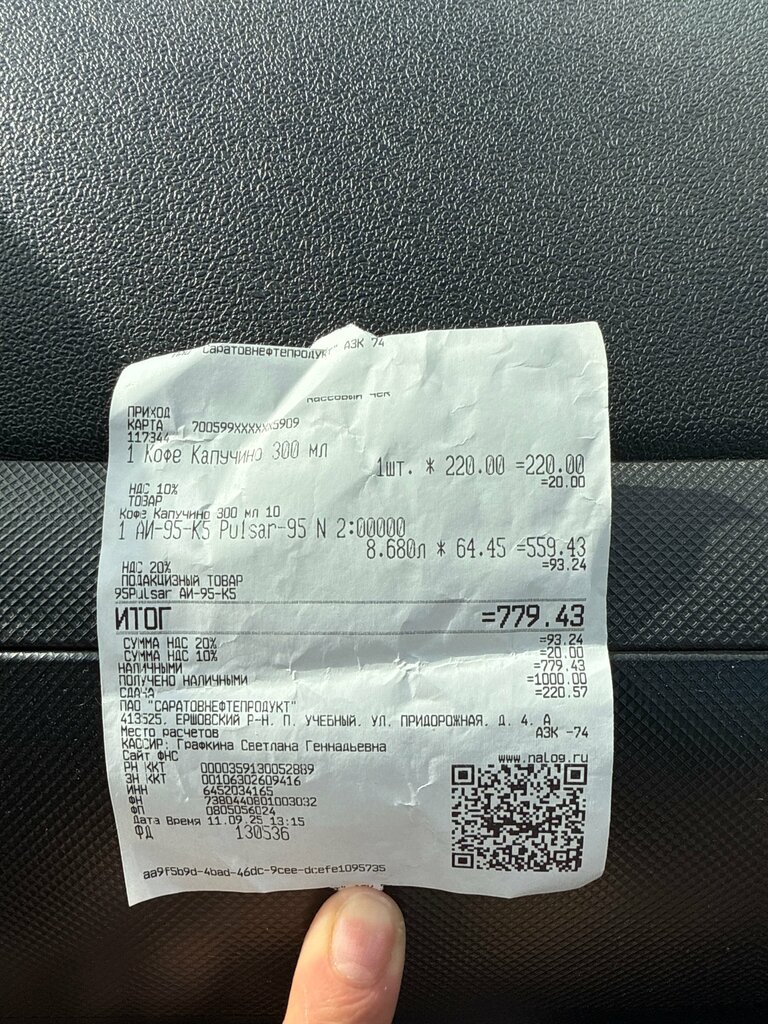 "САРАТОВНЕФТЕПРОДУКТ" АЗК 74
КАССОВЫЙ ЧЕК
ПРИХОД
КАРТА 700599XXXXXX5909
117344
1 Кофе Капучино 300 мл
1шт. * 220.00 =220.00
НДС 10% =20.00
ТОВАР
Кофе Капучино 300 мл 10
1 АИ-95-К5 Pulsar-95 N 2:00000
8.680л * 64.45 =559.43
НДС 20% =93.24
ПОДАКЦИЗНЫЙ ТОВАР
95Pulsar АИ-95-К5
ИТОГ =779.43
СУММА НДС 20% =93.24
СУММА НДС 10% =20.00
НАЛИЧНЫМИ =779.43
ПОЛУЧЕНО НАЛИЧНЫМИ =1000.00
СДАЧА =220.57
ПАО "САРАТОВНЕФТЕПРОДУКТ"
413525, ЕРШОВСКИЙ Р-Н, П. УЧЕБНЫЙ, УЛ. ПРИДОРОЖНАЯ, Д. 4, А
Место расчетов АЗК -74
КАССИР: Графкина Светлана Геннадьевна
Сайт ФНС www.nalog.ru
РН ККТ 0000359130052889
ЗН ККТ 00106302609416
ИНН 6452034165
ФН 7380440801003032
ФП 0805056024
Дата Время 11.09.25 13:15
ФД 130536
aa9f5b9d-4bad-46dc-9cee-dcefe1095735